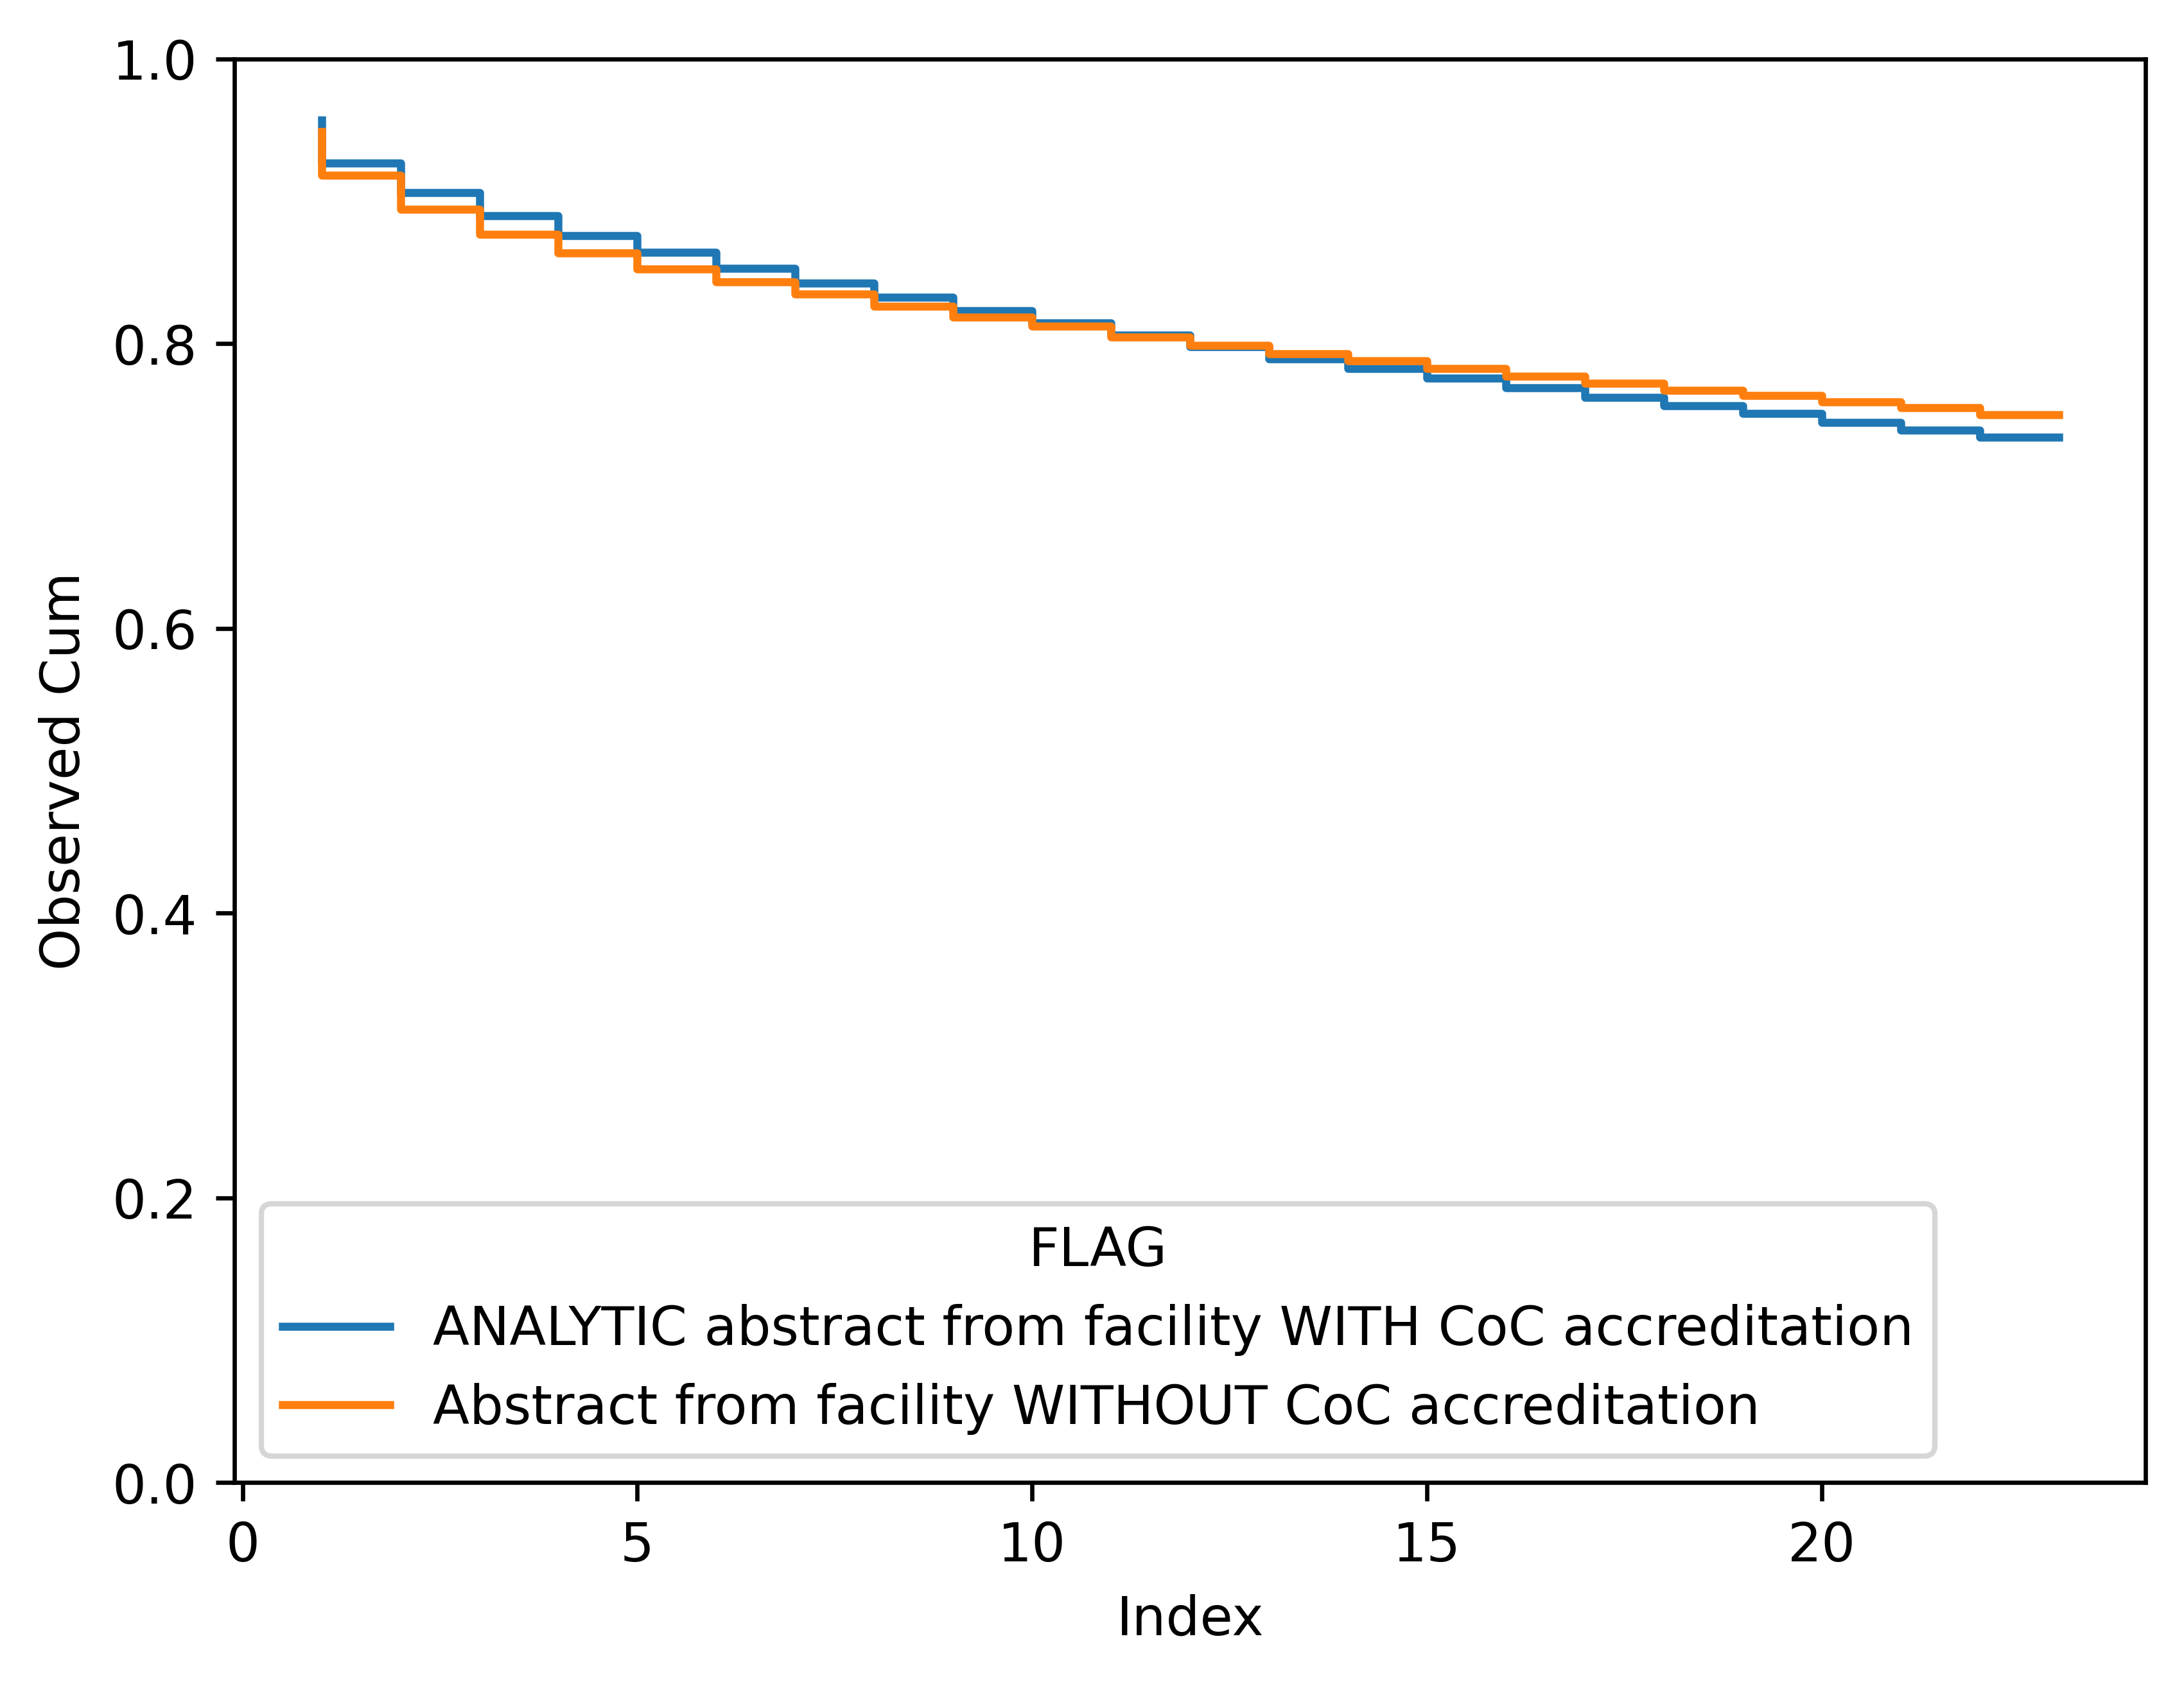 1.0
0.8
0.6
0.4
0.2
0.0
Observed Cum
FLAG
ANALYTIC abstract from facility WITH CoC accreditation
Abstract from facility WITHOUT CoC accreditation
0 5 10 15 20
Index